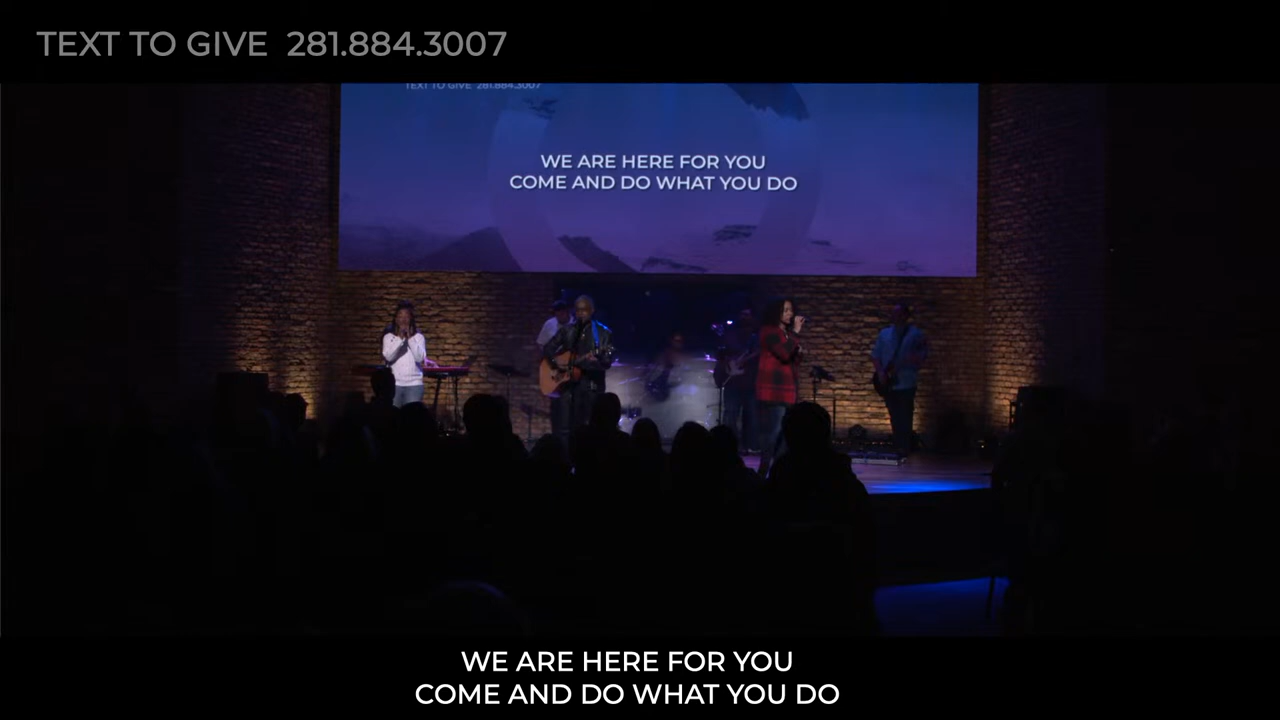 TEXT TO GIVE 281.884.3007
TEXT TO GIVE 281.884.3007
WE ARE HERE FOR YOU
COME AND DO WHAT YOU DO
WE ARE HERE FOR YOU
COME AND DO WHAT YOU DO